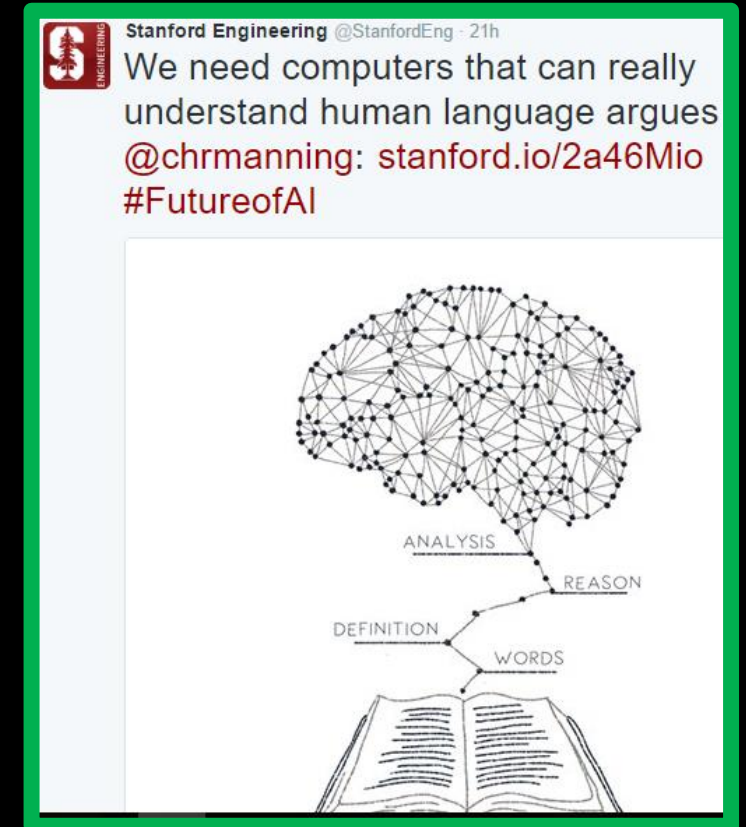 Stanford Engineering @StanfordEng · 21h
ENGINEERING
We need computers that can really
understand human language argues
@chrmanning: stanford.io/2a46Mio
#FutureofAI
ANALYSIS
REASON
DEFINITION
WORDS